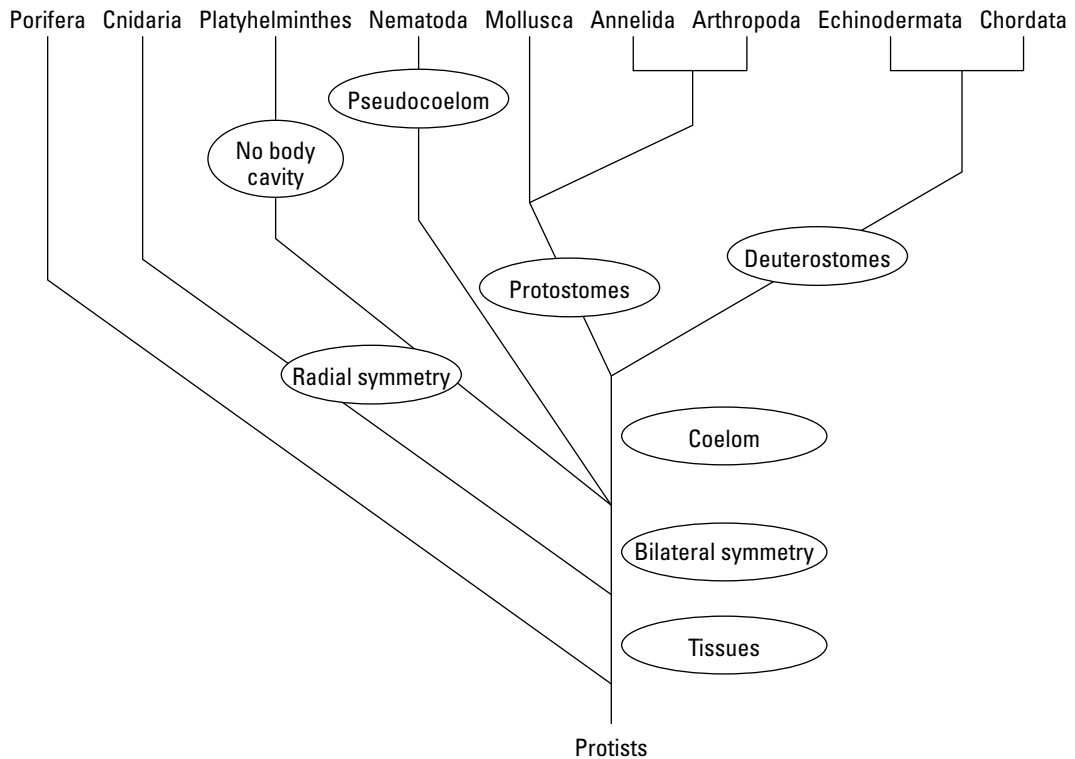 Porifera Cnidaria Platyhelminthes Nematoda Mollusca Annelida Arthropoda Echinodermata Chordata
Pseudocoelom
No body
cavity
Deuterostomes
Protostomes
Radial symmetry
Coelom
Bilateral symmetry
Tissues
Protists